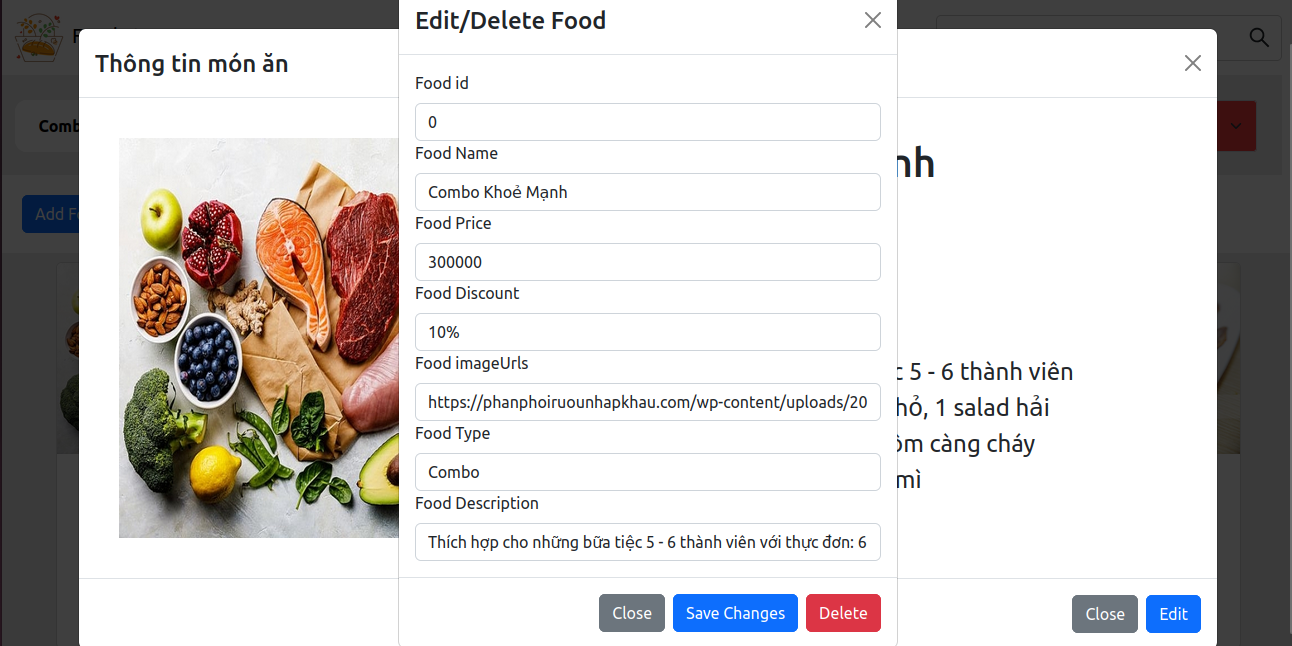 Edit/Delete Food
Thông tin món ăn
Food id
0
Food Name
Combo Khoẻ Mạnh
Food Price
300000
Food Discount
10%
Food imageUrls
https://phanphoiruounhapkhau.com/wp-content/uploads/20
Food Type
Combo
Food Description
Thích hợp cho những bữa tiệc 5 - 6 thành viên với thực đơn: 6
Close Save Changes Delete
Comb
Add F
nh
c 5 - 6 thành viên
hỏ, 1 salad hải
ôm càng cháy
mì
Close Edit